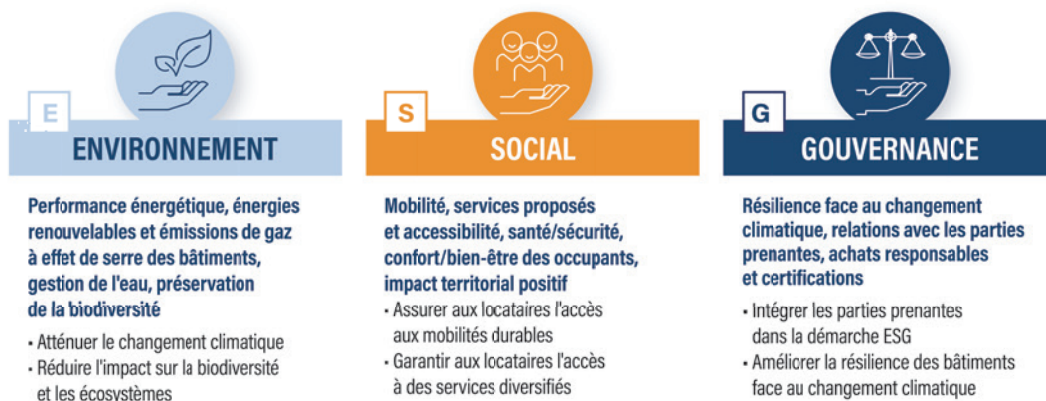 E
ENVIRONNEMENT
Performance énergétique, énergies
renouvelables et émissions de gaz
à effet de serre des bâtiments,
gestion de l'eau, préservation
de la biodiversité
• Atténuer le changement climatique
• Réduire l'impact sur la biodiversité
et les écosystèmes
S
SOCIAL
Mobilité, services proposés
et accessibilité, santé/sécurité,
confort/bien-être des occupants,
impact territorial positif
• Assurer aux locataires l'accès
aux mobilités durables
• Garantir aux locataires l'accès
à des services diversifiés
G
GOUVERNANCE
Résilience face au changement
climatique, relations avec les parties
prenantes, achats responsables
et certifications
• Intégrer les parties prenantes
dans la démarche ESG
• Améliorer la résilience des bâtiments
face au changement climatique